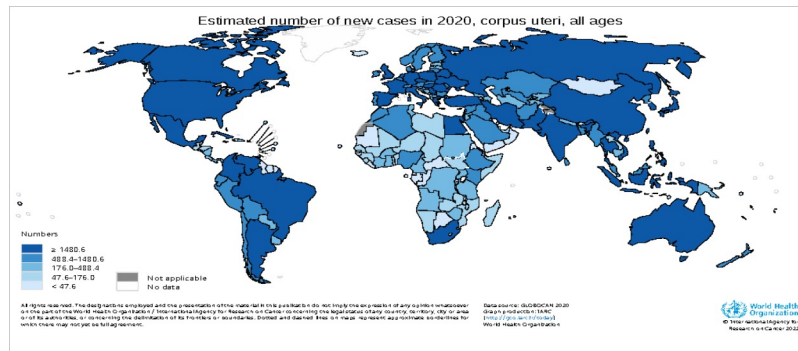 Estimated number of new cases in 2020, corpus uteri, all ages
Numbers
≥ 1480.6
488.4–1480.6
176.0–488.4
47.6–176.0
< 47.6
Not applicable
No data
All rights reserved. The designations employed and the presentation of the material in this publication do not imply the expression of any opinion whatsoever
on the part of the World Health Organization / International Agency for Research on Cancer concerning the legal status of any country, territory, city or area
or of its authorities, or concerning the delimitation of its frontiers or boundaries. Dotted and dashed lines on maps represent approximate borderlines for
which there may not yet be full agreement.
Data source: GLOBOCAN 2020
Graph production: IARC
(http://gco.iarc.fr/today)
World Health Organization
World Health
Organization
© International Agency for
Research on Cancer 2022